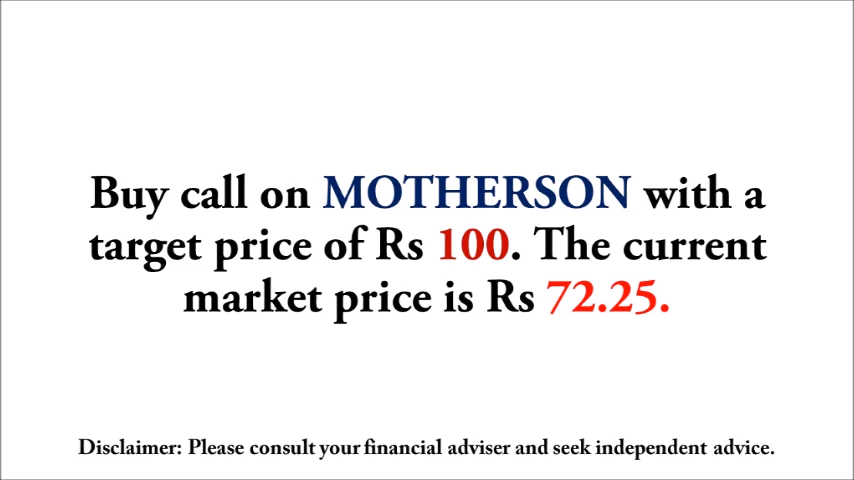 Buy call on MOTHERSON with a
target price of Rs 100. The current
market price is Rs 72.25.
Disclaimer: Please consult your financial adviser and seek independent advice.